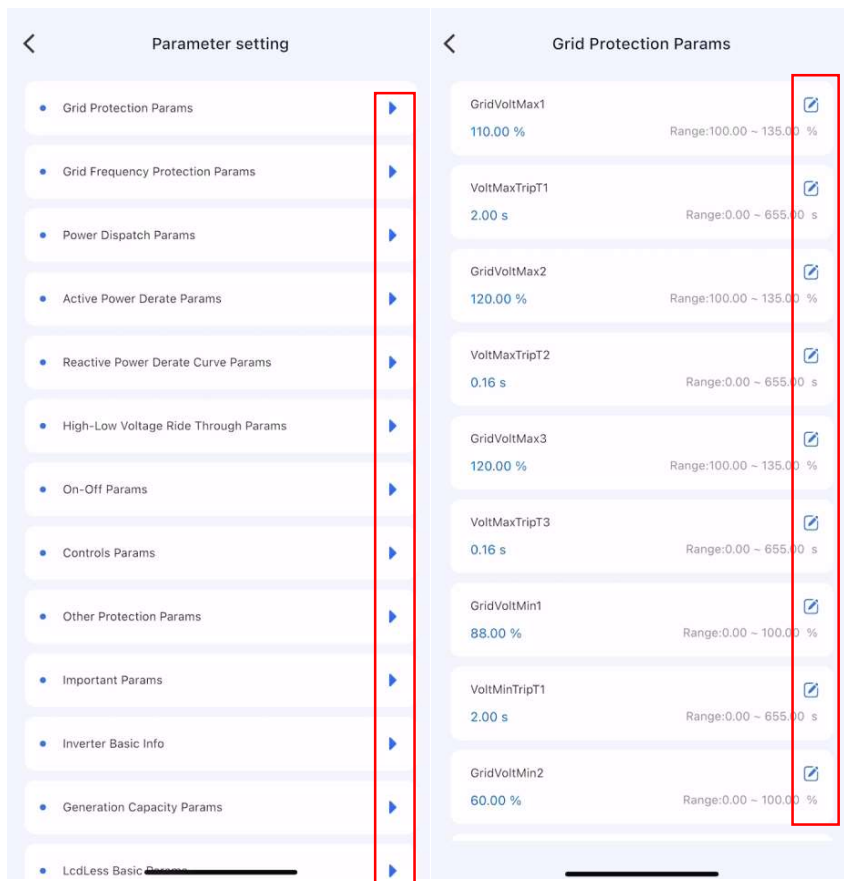 Parameter setting
Grid Protection Params
Grid Frequency Protection Params
Power Dispatch Params
Active Power Derate Params
Reactive Power Derate Curve Params
High-Low Voltage Ride Through Params
On-Off Params
Controls Params
Other Protection Params
Important Params
Inverter Basic Info
Generation Capacity Params
LcdLess Basic Params
Grid Protection Params
GridVoltMax1
110.00 % Range:100.00 ~ 135.00 %
VoltMaxTripT1
2.00 s Range:0.00 ~ 655.00 s
GridVoltMax2
120.00 % Range:100.00 ~ 135.00 %
VoltMaxTripT2
0.16 s Range:0.00 ~ 655.00 s
GridVoltMax3
120.00 % Range:100.00 ~ 135.00 %
VoltMaxTripT3
0.16 s Range:0.00 ~ 655.00 s
GridVoltMin1
88.00 % Range:0.00 ~ 100.00 %
VoltMinTripT1
2.00 s Range:0.00 ~ 655.00 s
GridVoltMin2
60.00 % Range:0.00 ~ 100.00 %